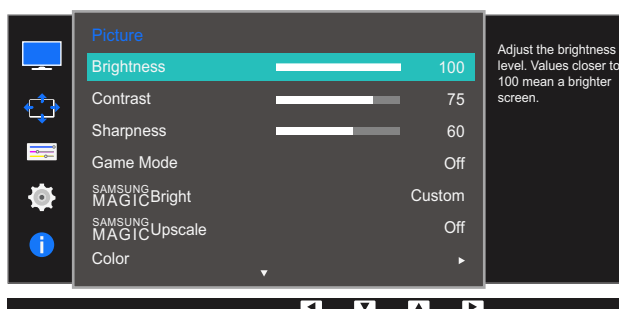 Picture
Brightness 100
Contrast 75
Sharpness 60
Game Mode Off
SAMSUNG
MAGICBright Custom
SAMSUNG
MAGICUpscale Off
Color
Adjust the brightness
level. Values closer to
100 mean a brighter
screen.